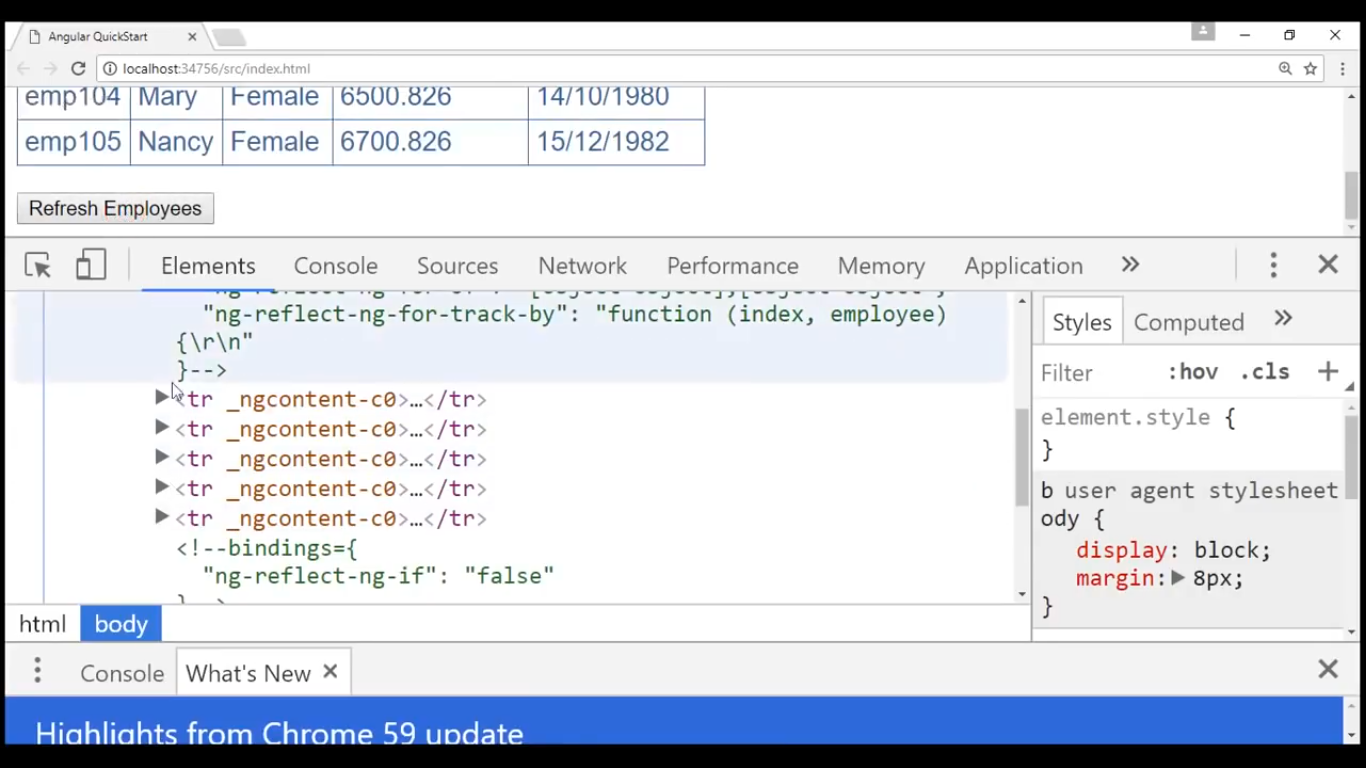 Angular QuickStart
localhost:34756/src/index.html
emp104 Mary Female 6500.826 14/10/1980
emp105 Nancy Female 6700.826 15/12/1982
Refresh Employees
Elements Console Sources Network Performance Memory Application
"ng-reflect-ng-for-track-by": "function (index, employee)
{\r\n"
}-->
<tr _ngcontent-c0>…</tr>
<tr _ngcontent-c0>…</tr>
<tr _ngcontent-c0>…</tr>
<tr _ngcontent-c0>…</tr>
<tr _ngcontent-c0>…</tr>
<!--bindings={
"ng-reflect-ng-if": "false"
Styles Computed
Filter :hov .cls
element.style {
}
b user agent stylesheet
ody {
display: block;
margin: 8px;
}
html body
Console What's New
Highlights from Chrome 59 update